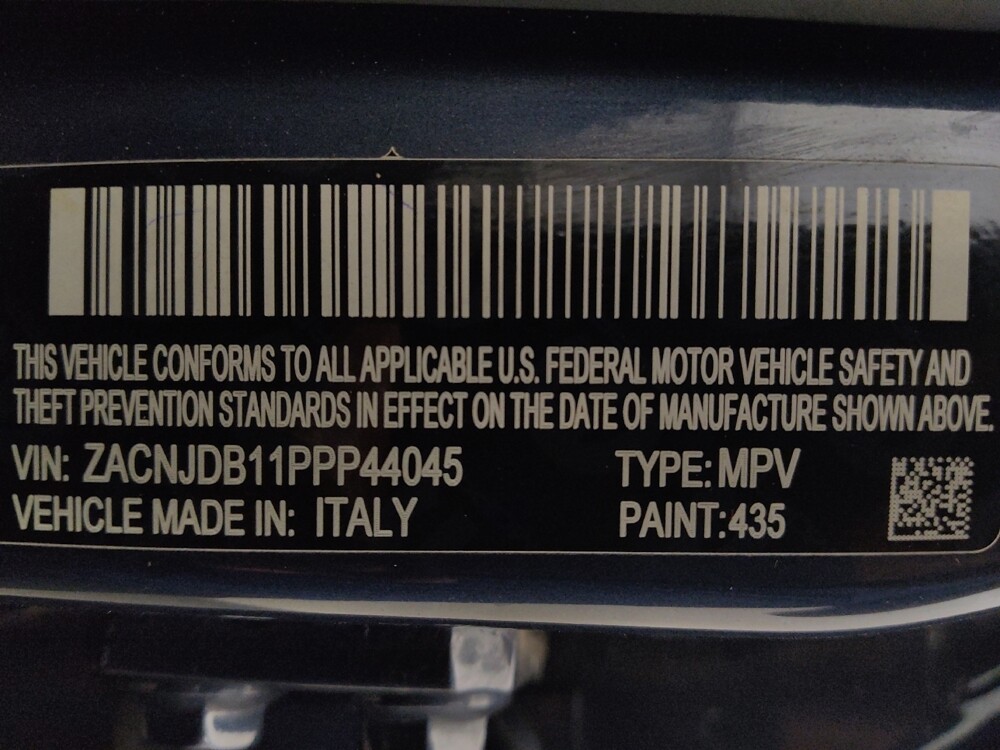 THIS VEHICLE CONFORMS TO ALL APPLICABLE U.S. FEDERAL MOTOR VEHICLE SAFETY AND
THEFT PREVENTION STANDARDS IN EFFECT ON THE DATE OF MANUFACTURE SHOWN ABOVE.
VIN: ZACNJDB11PPP44045 TYPE: MPV
VEHICLE MADE IN: ITALY PAINT:435